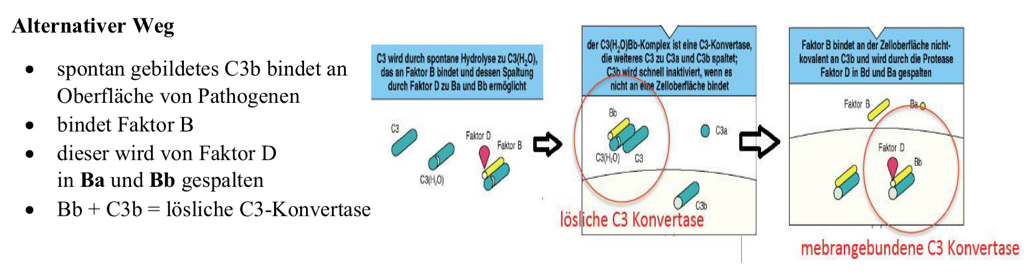 Alternativer Weg
• spontan gebildetes C3b bindet an
Oberfläche von Pathogenen
• bindet Faktor B
• dieser wird von Faktor D
in Ba und Bb gespalten
• Bb + C3b = lösliche C3-Konvertase
C3 wird durch spontane Hydrolyse zu C3(H2O),
das an Faktor B bindet und dessen Spaltung
durch Faktor D zu Ba und Bb ermöglicht
C3
C3(H2O)
Faktor D
Faktor B
der C3(H2O)Bb-Komplex ist eine C3-Konvertase,
die weiteres C3 zu C3a und C3b spaltet;
C3b wird schnell inaktiviert, wenn es
nicht an eine Zelloberfläche bindet
Bb
C3(H2O)
C3
C3a
C3b
lösliche C3 Konvertase
Faktor B bindet an der Zelloberfläche nicht-
kovalent an C3b und wird durch die Protease
Faktor D in Bd und Ba gespalten
Faktor B
Ba
Faktor D
Bb
mebrangebundene C3 Konvertase